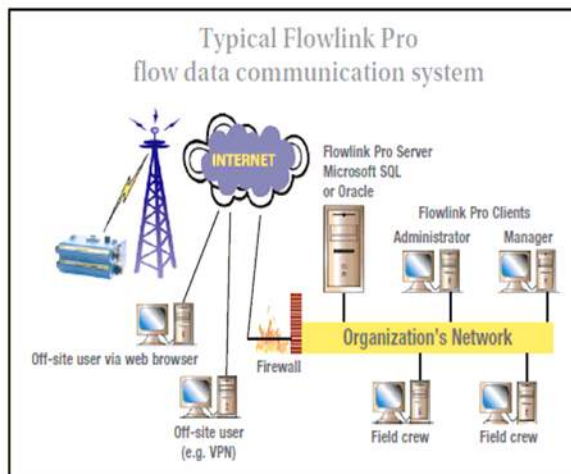 Typical Flowlink Pro
flow data communication system
INTERNET
Flowlink Pro Server
Microsoft SQL
or Oracle
Flowlink Pro Clients
Administrator
Manager
Off-site user via web browser
Firewall
Organization's Network
Off-site user
(e.g. VPN)
Field crew
Field crew